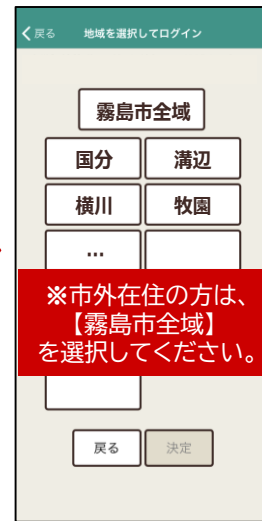 戻る 地域を選択してログイン
霧島市全域
国分 溝辺
横川 牧園
…
※市外在住の方は、
【霧島市全域】
を選択してください。
戻る 決定